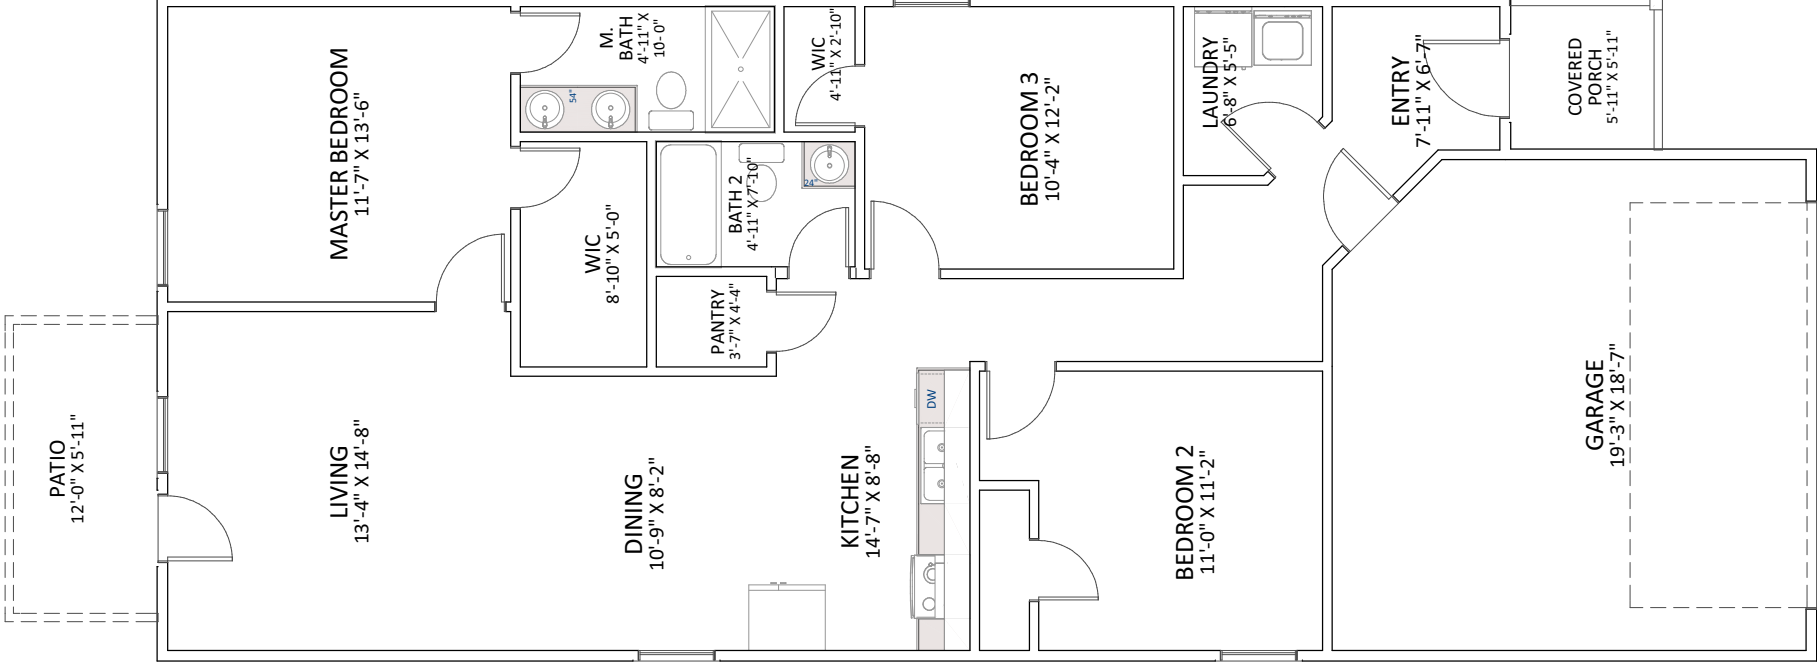 MASTER BEDROOM
11'-7" X 13'-6"
M.
BATH
4'-11" X
10-0"
54"
WIC
4'-11" X 2'-10"
BEDROOM 3
10'-4" X 12'-2"
LAUNDRY
6'-8" X 5'-5"
ENTRY
7'-11" X 6'-7"
COVERED
PORCH
5'-11" X 5'-11"
WIC
8'-10" X 5'-0"
BATH 2
4'-11" X 7'-10"
24"
PANTRY
3'-7" X 4'-4"
PATIO
12'-0" X 5'-11"
LIVING
13'-4" X 14'-8"
DINING
10'-9" X 8'-2"
KITCHEN
14'-7" X 8'-8"
DW
BEDROOM 2
11'-0" X 11'-2"
GARAGE
19'-3" X 18'-7"